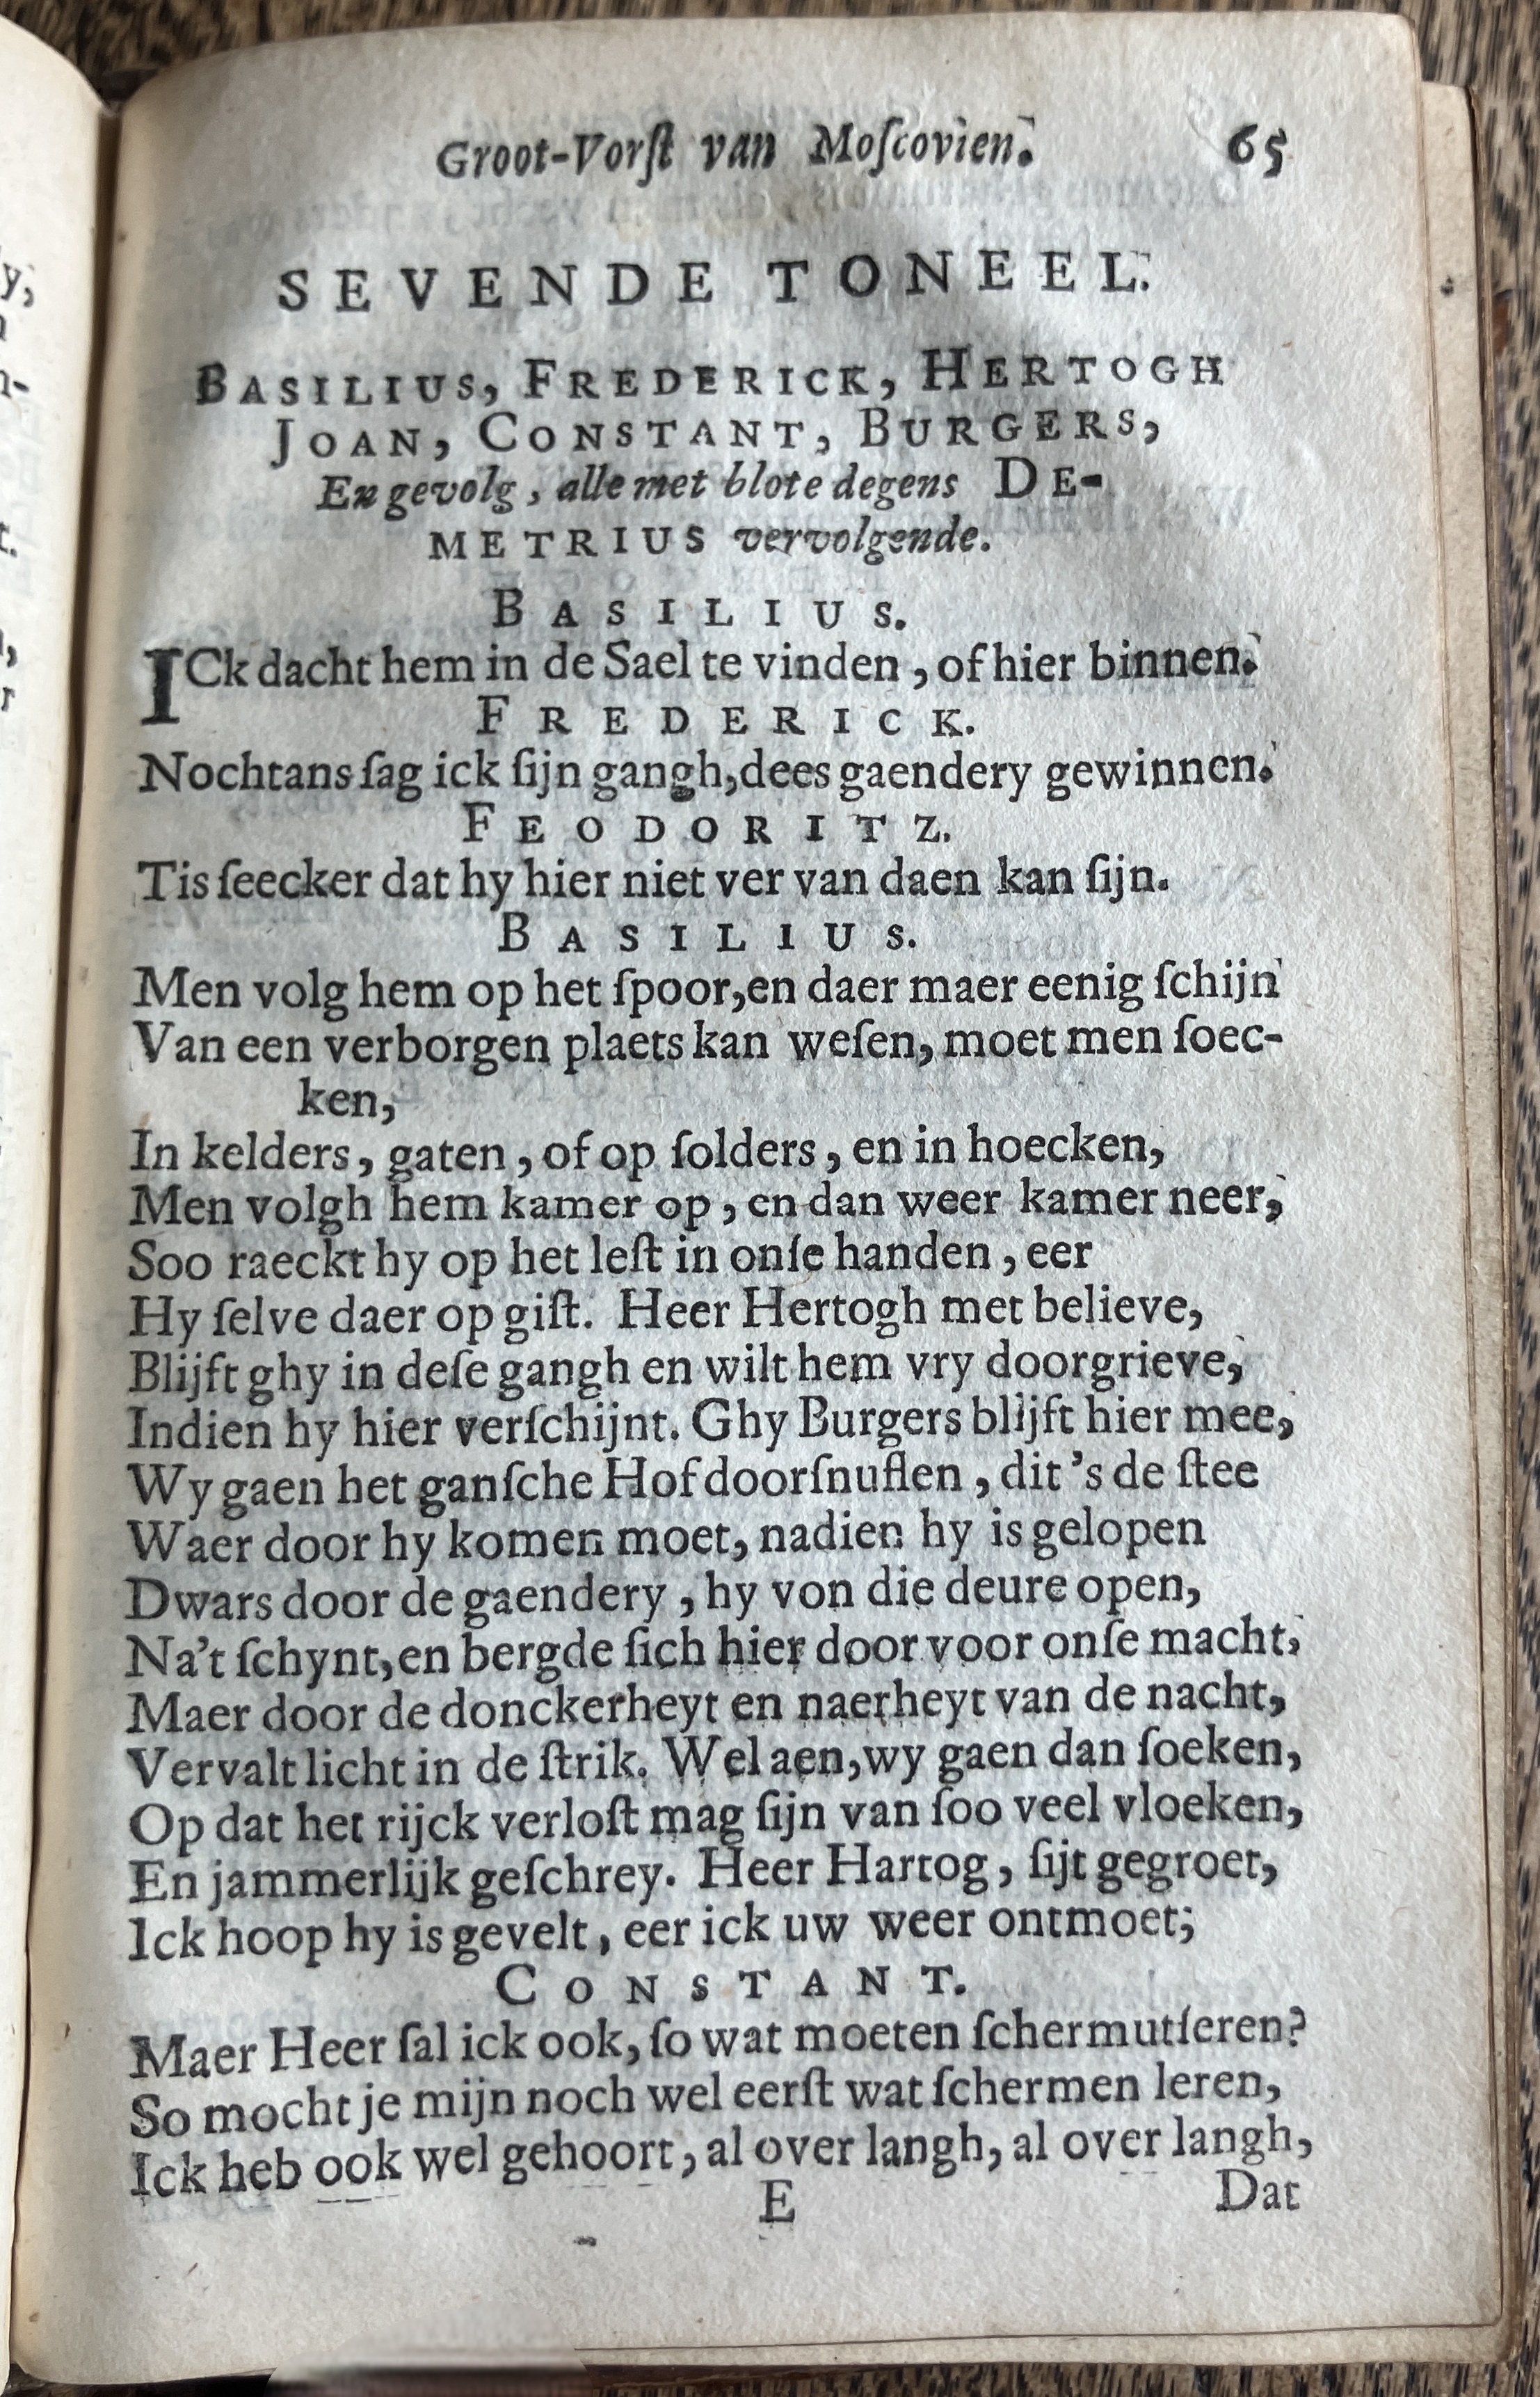 Groot-Vorſt van Moſcovien. 65
SEVENDE TONEEL.
BASILIUS, FREDERICK, HERTOGH
JOAN, CONSTANT, BURGERS,
En gevolg, alle met blote degens DE-
METRIUS vervolgende.
BASILIUS.
ICk dacht hem in de Sael te vinden, of hier binnen.
FREDERICK.
Nochtans ſag ick ſijn gangh, dees gaendery gewinnen.
FEODORITZ.
Tis ſeecker dat hy hier niet ver van daen kan ſijn.
BASILIUS.
Men volg hem op het ſpoor, en daer maer eenig ſchijn
Van een verborgen plaets kan weſen, moet men ſoec-
ken,
In kelders, gaten, of op ſolders, en in hoecken,
Men volgh hem kamer op, en dan weer kamer neer,
Soo raeckt hy op het leſt in onſe handen, eer
Hy ſelve daer op giſt. Heer Hertogh met believe,
Blijft ghy in deſe gangh en wilt hem vry doorgrieve,
Indien hy hier verſchijnt. Ghy Burgers blijft hier mee,
Wy gaen het ganſche Hof doorſnuflen, dit 's de ſtee
Waer door hy komen moet, nadien hy is gelopen
Dwars door de gaendery, hy von die deure open,
Na't ſchynt, en bergde ſich hier door voor onſe macht,
Maer door de donckerheyt en naerheyt van de nacht,
Vervalt licht in de ſtrik. Wel aen, wy gaen dan ſoeken,
Op dat het rijck verloſt mag ſijn van ſoo veel vloeken,
En jammerlijk geſchrey. Heer Hartog, ſijt gegroet,
Ick hoop hy is gevelt, eer ick uw weer ontmoet;
CONSTANT.
Maer Heer ſal ick ook, ſo wat moeten ſchermutſeren?
So mocht je mijn noch wel eerſt wat ſchermen leren,
Ick heb ook wel gehoort, al over langh, al over langh,
E Dat